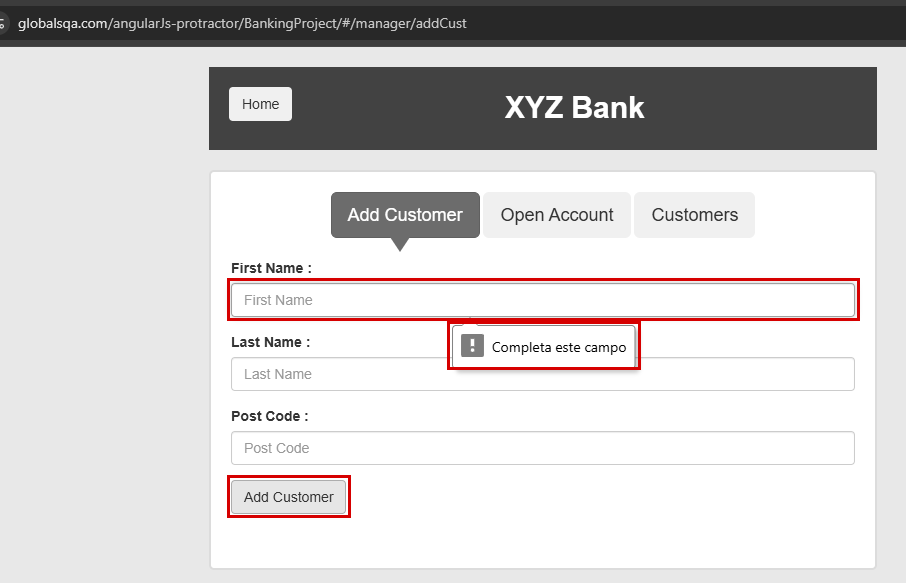 globalsqa.com/angularJs-protractor/BankingProject/#/manager/addCust
Home
XYZ Bank
Add Customer
Open Account
Customers
First Name :
First Name
Completa este campo
Last Name :
Last Name
Post Code :
Post Code
Add Customer